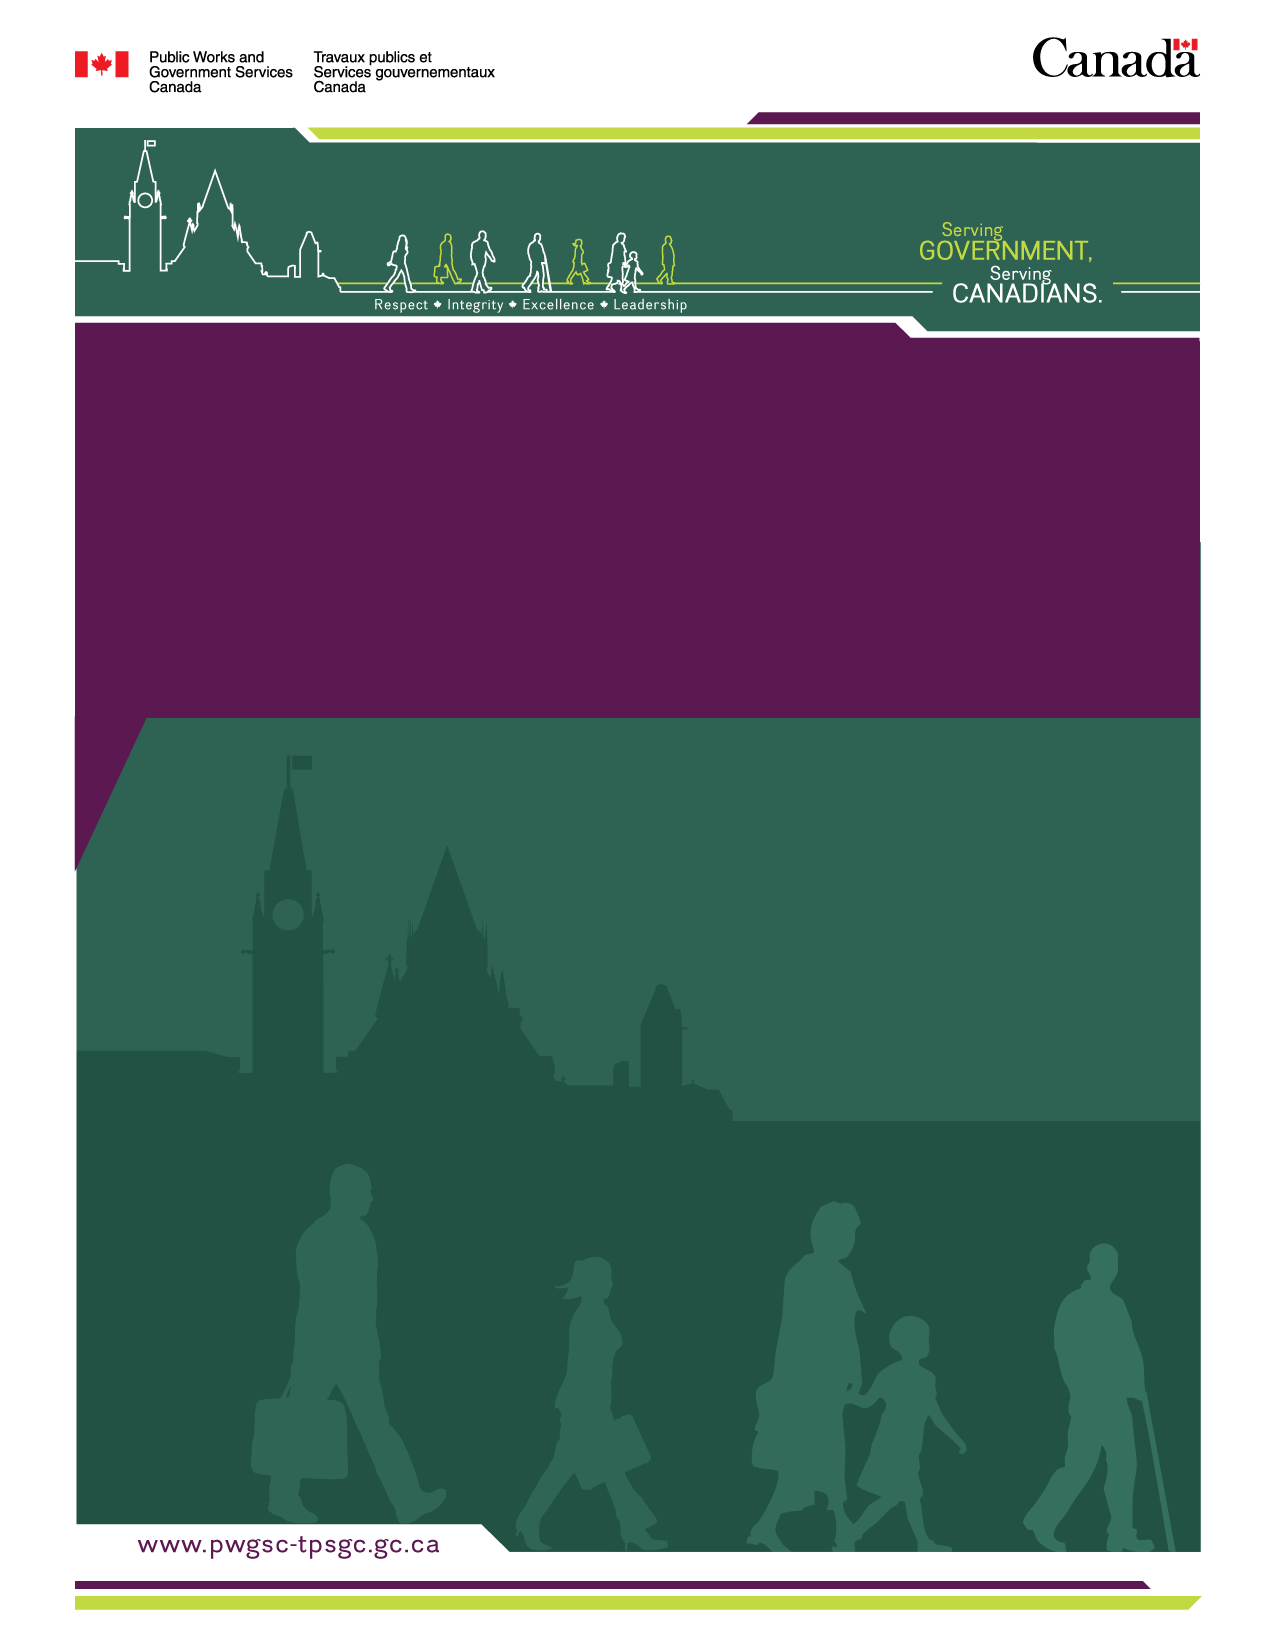 Public Works and
Government Services
Canada
Travaux publics et
Services gouvernementaux
Canada
Canada
Serving
GOVERNMENT,
Serving
CANADIANS.
Respect Integrity Excellence Leadership
www.pwgsc-tpsgc.gc.ca